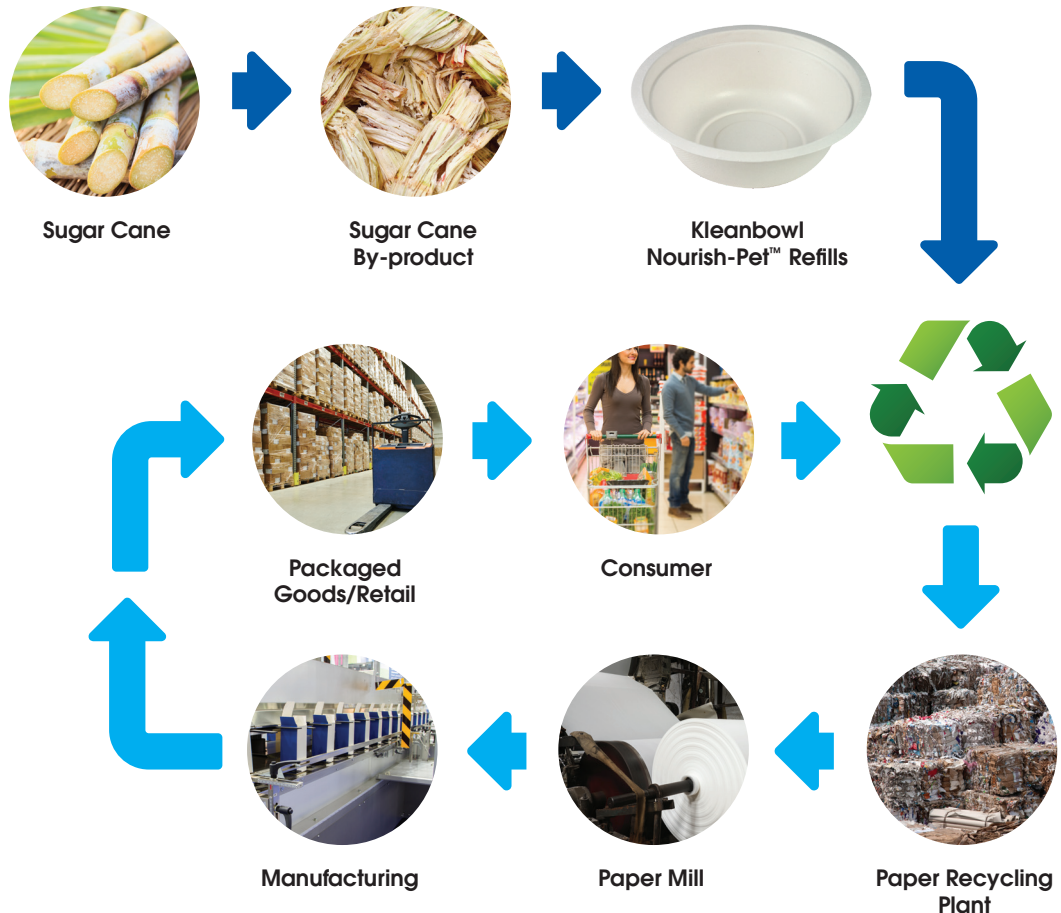 Sugar Cane
Sugar Cane
By-product
Kleanbowl
Nourish-Pet™ Refills
Packaged
Goods/Retail
Consumer
Manufacturing
Paper Mill
Paper Recycling
Plant